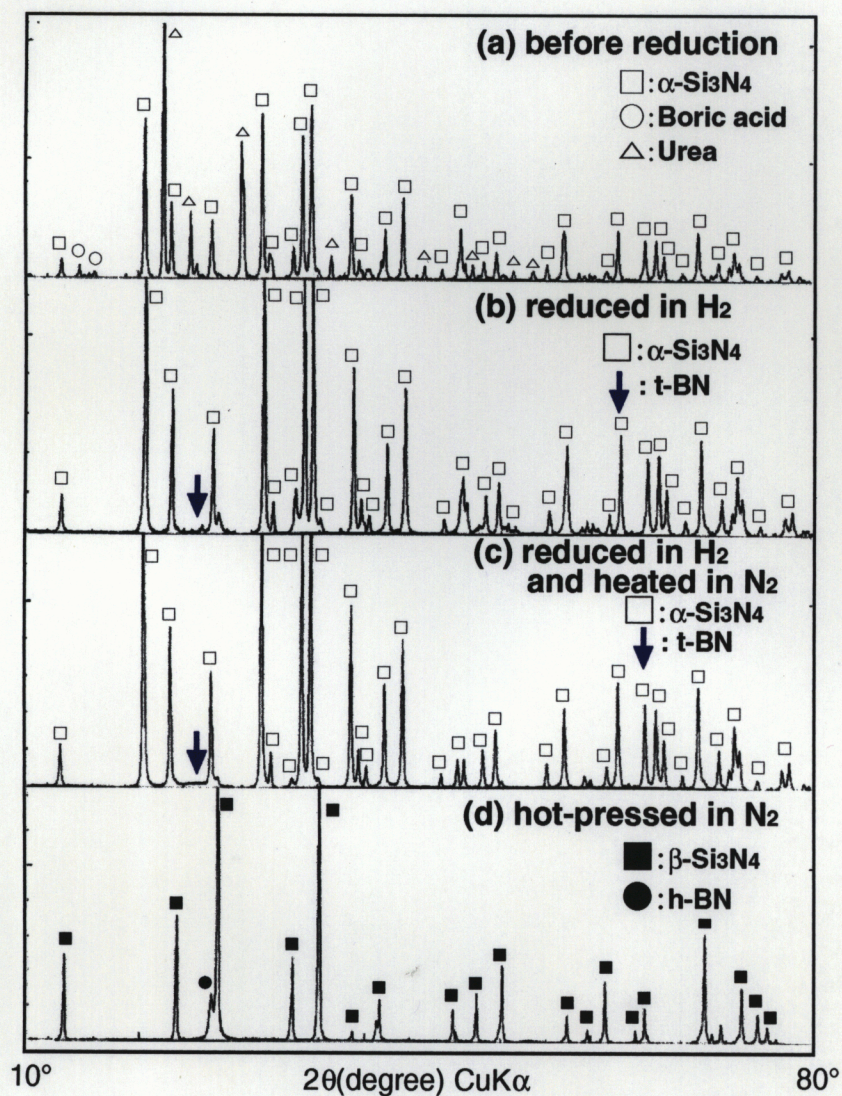 (a) before reduction
□:α-Si3N4
○:Boric acid
△:Urea
(b) reduced in H2
□:α-Si3N4
: t-BN
(c) reduced in H2
and heated in N2
□:α-Si3N4
: t-BN
(d) hot-pressed in N2
■:β-Si3N4
●:h-BN
10° 2θ(degree) CuKα 80°